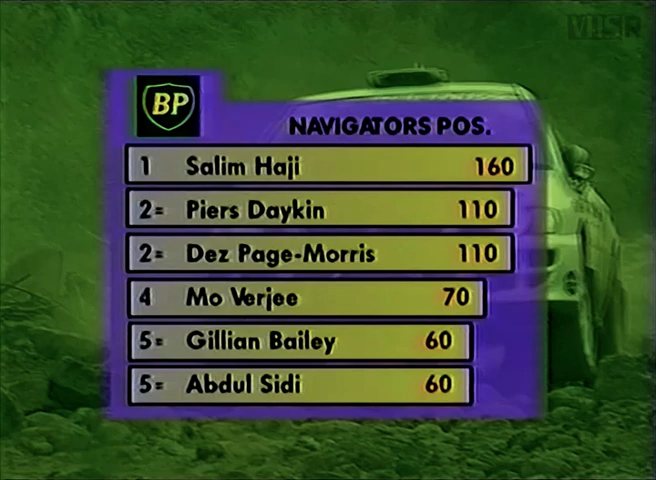 VISR
BP
NAVIGATORS POS.
1 Salim Haji 160
2= Piers Daykin 110
2= Dez Page-Morris 110
4 Mo Verjee 70
5= Gillian Bailey 60
5= Abdul Sidi 60